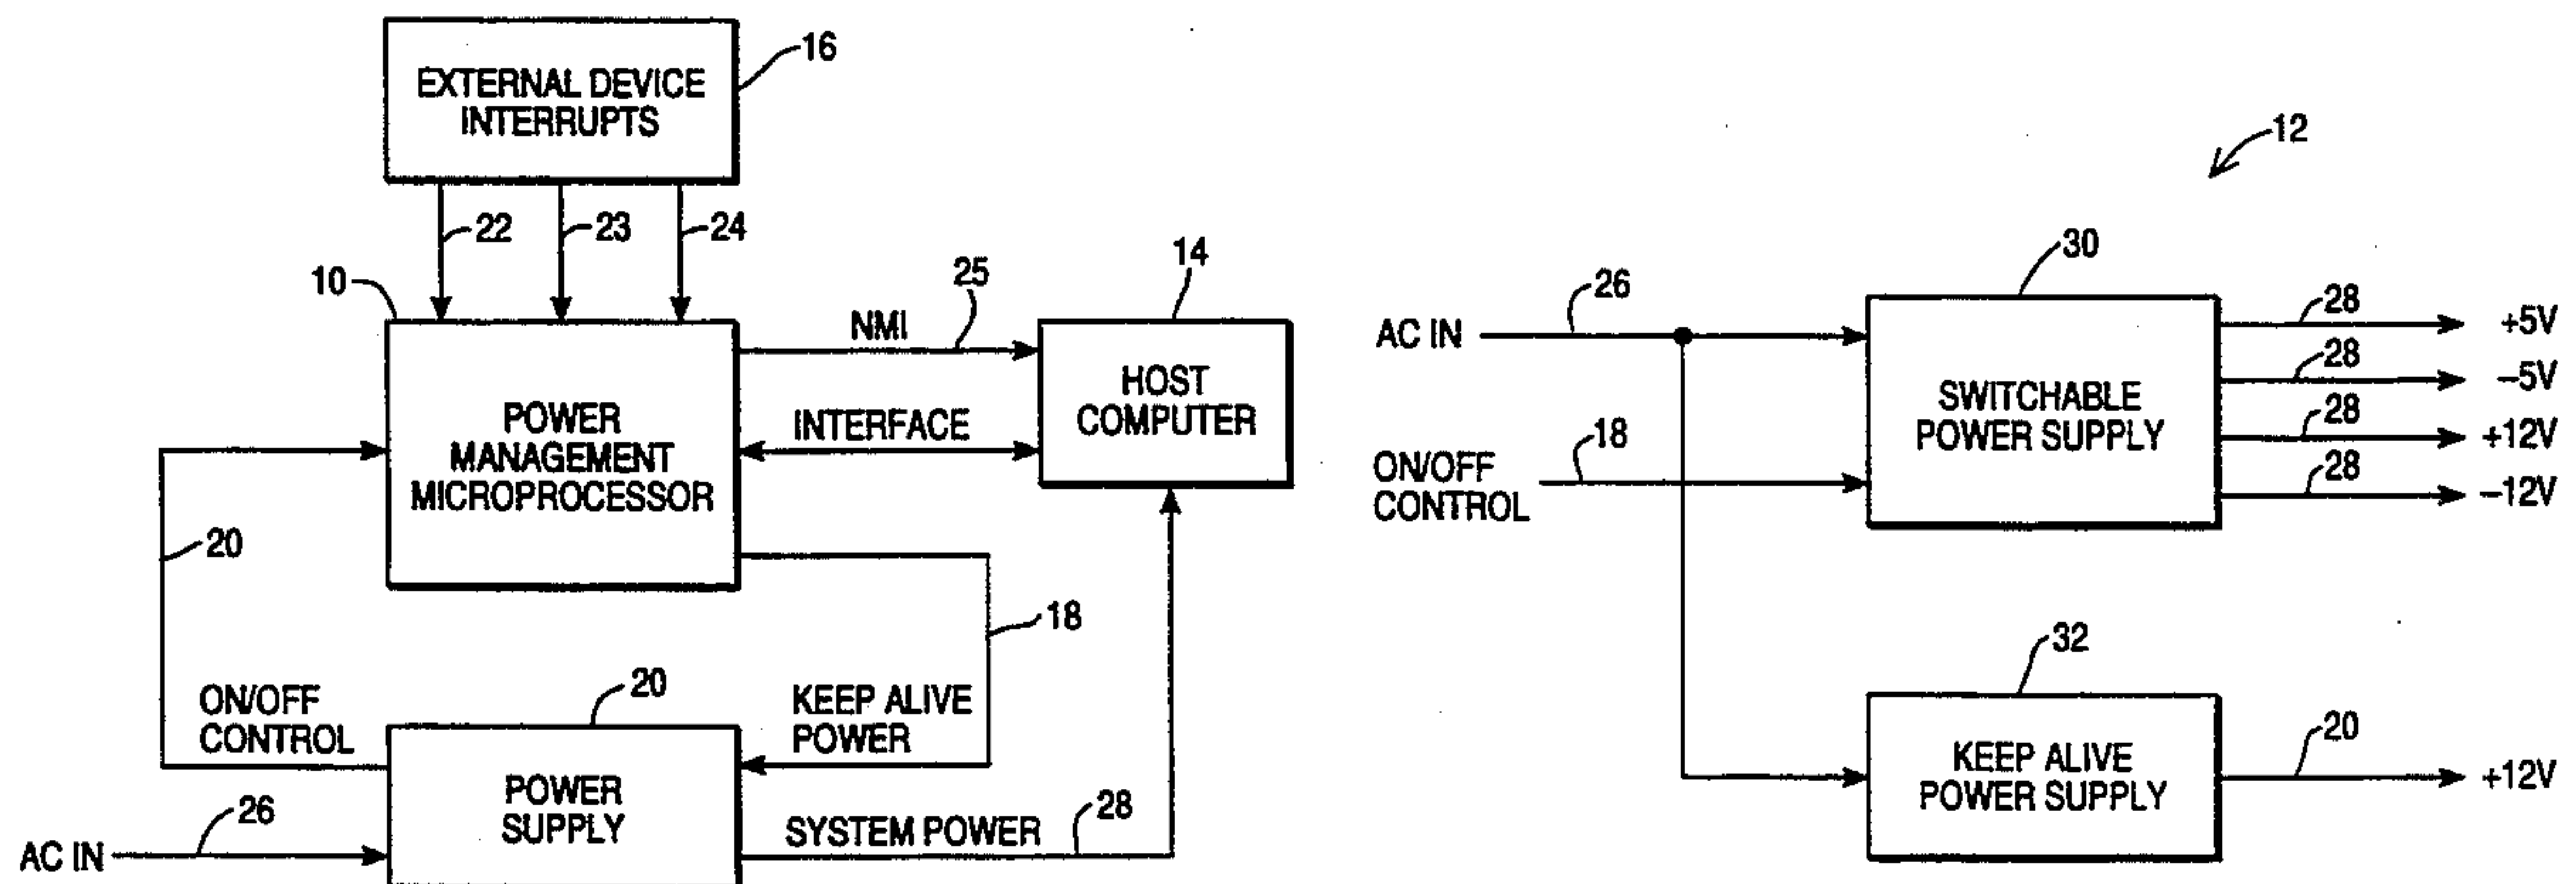 EXTERNAL DEVICE
INTERRUPTS
16
22
23
24
10
POWER
MANAGEMENT
MICROPROCESSOR
NMI
25
INTERFACE
14
HOST
COMPUTER
20
18
ON/OFF
CONTROL
20
KEEP ALIVE
POWER
POWER
SUPPLY
AC IN
26
SYSTEM POWER
28
12
30
AC IN
26
ON/OFF
CONTROL
18
SWITCHABLE
POWER SUPPLY
28
+5V
28
–5V
28
+12V
28
–12V
32
KEEP ALIVE
POWER SUPPLY
20
+12V